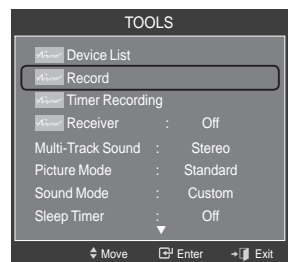 TOOLS
Device List
Record
Timer Recording
Receiver : Off
Multi-Track Sound : Stereo
Picture Mode : Standard
Sound Mode : Custom
Sleep Timer : Off
Move Enter Exit